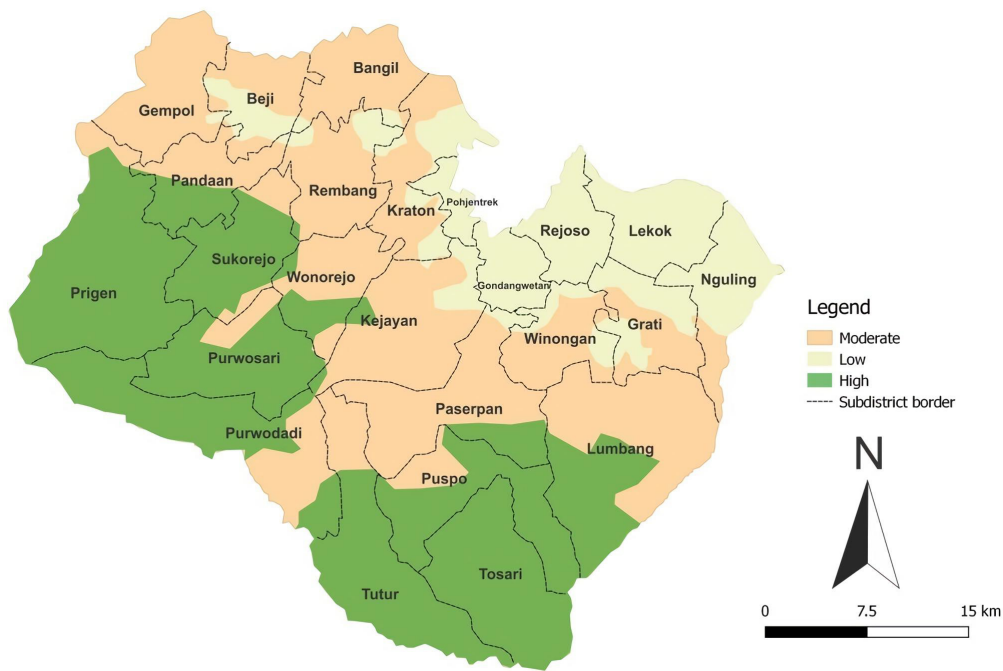 Bangil
Beji
Gempol
Pandaan
Rembang
Pohjentrek
Kraton
Rejoso
Lekok
Sukorejo
Wonorejo
Nguling
Prigen
Gondangwetan
Kejayan
Winongan
Grati
Purwosari
Paserpan
Purwodadi
Lumbang
Puspo
Tosari
Tutur
Legend
Moderate
Low
High
Subdistrict border
N
0 7.5 15 km